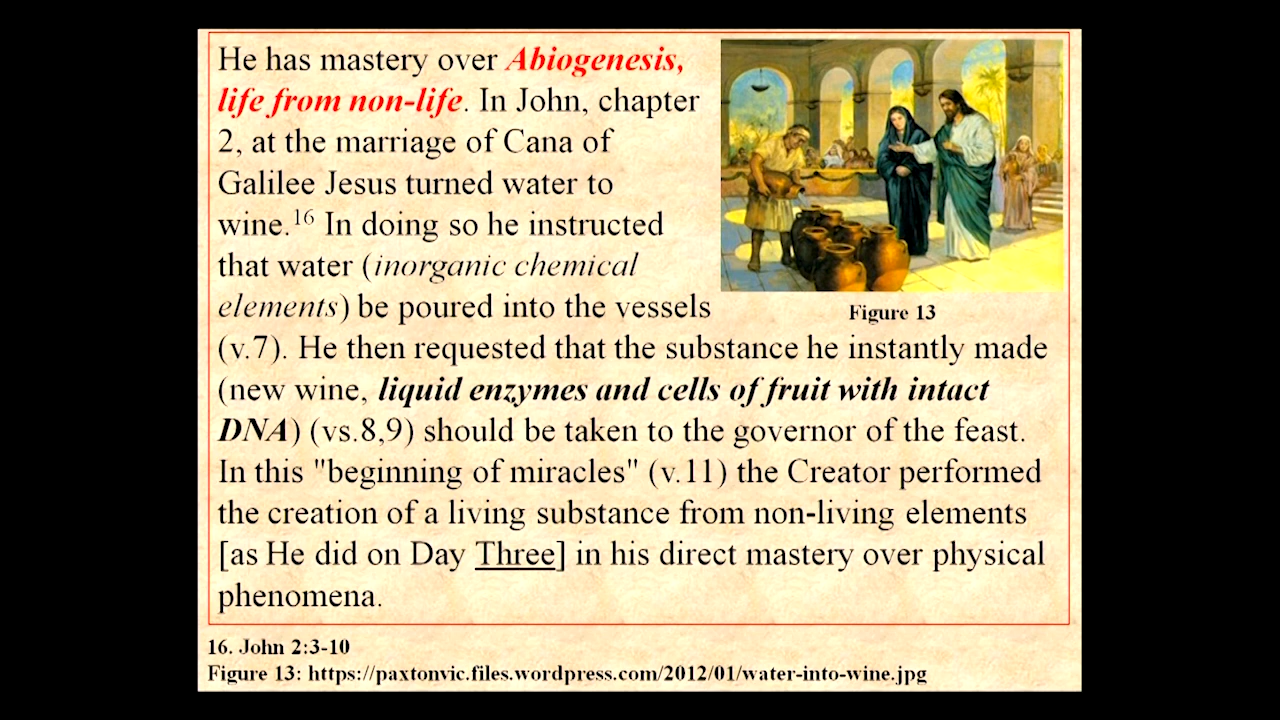 He has mastery over Abiogenesis,
life from non-life. In John, chapter
2, at the marriage of Cana of
Galilee Jesus turned water to
wine.16 In doing so he instructed
that water (inorganic chemical
elements) be poured into the vessels
Figure 13
(v.7). He then requested that the substance he instantly made
(new wine, liquid enzymes and cells of fruit with intact
DNA) (vs.8,9) should be taken to the governor of the feast.
In this "beginning of miracles" (v.11) the Creator performed
the creation of a living substance from non-living elements
[as He did on Day Three] in his direct mastery over physical
phenomena.
16. John 2:3-10
Figure 13: https://paxtonvic.files.wordpress.com/2012/01/water-into-wine.jpg